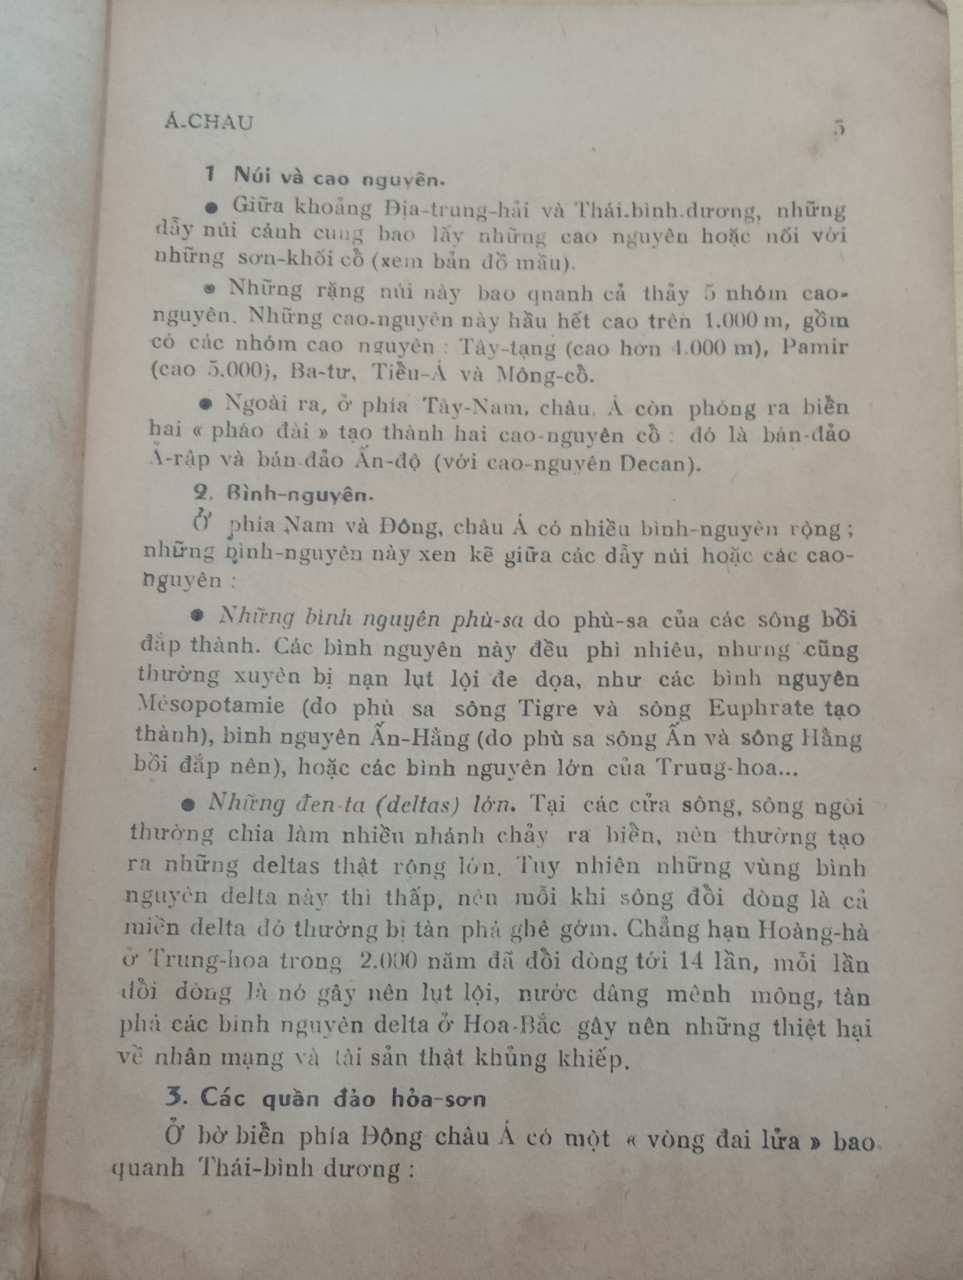 Á-CHAU 5
1 Núi và cao nguyên.
● Giữa khoảng Địa-trung-hải và Thái-bình-dương, những
dẫy núi cánh cung bao lấy những cao nguyên hoặc nối với
những sơn-khối cổ (xem bản đồ mầu).
● Những rặng núi này bao quanh cả thảy 5 nhóm cao-
nguyên. Những cao-nguyên này hầu hết cao trên 1.000 m, gồm
có các nhóm cao nguyên : Tây-tạng (cao hơn 4.000 m), Pamir
(cao 5.000), Ba-tư, Tiểu-Á và Mông-cổ.
● Ngoài ra, ở phía Tây-Nam, châu Á còn phóng ra biển
hai « pháo đài » tạo thành hai cao-nguyên cổ : đó là bán-đảo
Á-rập và bán đảo Ấn-độ (với cao-nguyên Decan).
2. Bình-nguyên.
Ở phía Nam và Đông, châu Á có nhiều bình-nguyên rộng ;
những bình-nguyên này xen kẽ giữa các dẫy núi hoặc các cao-
nguyên :
● Những bình nguyên phù-sa do phù-sa của các sông bồi
đắp thành. Các bình nguyên này đều phì nhiêu, nhưng cũng
thường xuyên bị nạn lụt lội đe dọa, như các bình nguyên
Mésopotamie (do phù sa sông Tigre và sông Euphrate tạo
thành), bình nguyên Ấn-Hằng (do phù sa sông Ấn và sông Hằng
bồi đắp nên), hoặc các bình nguyên lớn của Trung-hoa...
● Những đen-ta (deltas) lớn. Tại các cửa sông, sông ngòi
thường chia làm nhiều nhánh chảy ra biển, nên thường tạo
ra những deltas thật rộng lớn. Tuy nhiên những vùng bình
nguyên delta này thì thấp, nên mỗi khi sông đổi dòng là cả
miền delta đó thường bị tàn phá ghê gớm. Chẳng hạn Hoàng-hà
ở Trung-hoa trong 2.000 năm đã đổi dòng tới 14 lần, mỗi lần
đổi dòng là nó gây nên lụt lội, nước dâng mênh mông, tàn
phá các bình nguyên delta ở Hoa-Bắc gây nên những thiệt hại
về nhân mạng và tài sản thật khủng khiếp.
3. Các quần đảo hỏa-sơn
Ở bờ biển phía Đông châu Á có một « vòng đai lửa » bao
quanh Thái-bình dương :